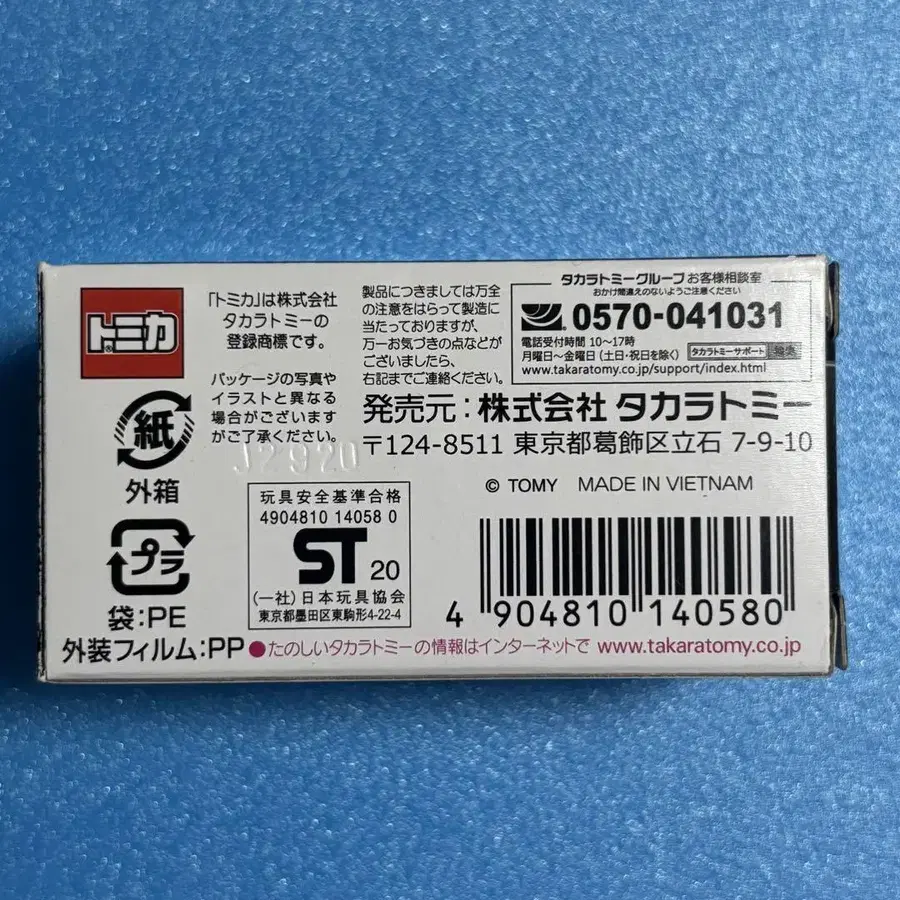 トミカ
®
「トミカ」は株式会社
タカラトミーの
登録商標です。
パッケージの写真や
イラストと異なる
場合がございます
がご了承ください。
J2920
製品につきましては万全
の注意をはらって製造に
当たっておりますが、
万一お気づきの点などが
ございましたら、
右記までご連絡ください。
タカラトミーグループ お客様相談室
おかけ間違えのないようご注意ください
0570-041031
電話受付時間 10～17時
月曜日～金曜日 (土・日・祝日を除く) タカラトミーサポート 検索
www.takaratomy.co.jp/support/index.html
発売元:株式会社 タカラトミー
〒124-8511 東京都葛飾区立石 7-9-10
© TOMY MADE IN VIETNAM
紙
外箱
プラ
袋:PE
外装フィルム:PP
玩具安全基準合格
4904810 14058 0
ST 20
(一社)日本玩具協会
東京都墨田区東駒形4-22-4
4 904810 140580
●たのしいタカラトミーの情報はインターネットで www.takaratomy.co.jp